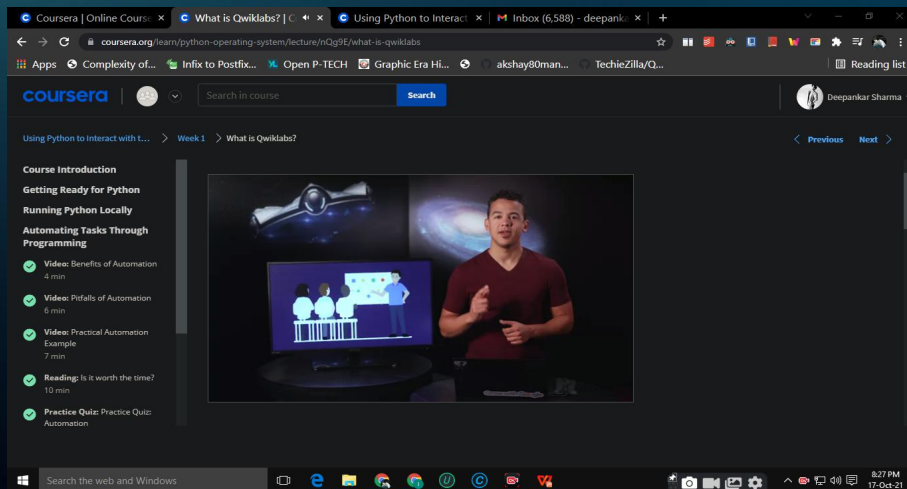 Coursera | Online Course
What is Qwiklabs? | C
Using Python to Interact
Inbox (6,588) - deepanka
coursera.org/learn/python-operating-system/lecture/nQg9E/what-is-qwiklabs
Apps
Complexity of...
Infix to Postfix...
Open P-TECH
Graphic Era Hi...
akshay80man...
TechieZilla/Q...
Reading list
coursera
Search in course
Search
Deepankar Sharma
Using Python to Interact with t... > Week 1 > What is Qwiklabs?
< Previous Next >
Course Introduction
Getting Ready for Python
Running Python Locally
Automating Tasks Through
Programming
Video: Benefits of Automation
4 min
Video: Pitfalls of Automation
6 min
Video: Practical Automation
Example
7 min
Reading: Is it worth the time?
10 min
Practice Quiz: Practice Quiz:
Automation
Search the web and Windows
8:27 PM
17-Oct-21